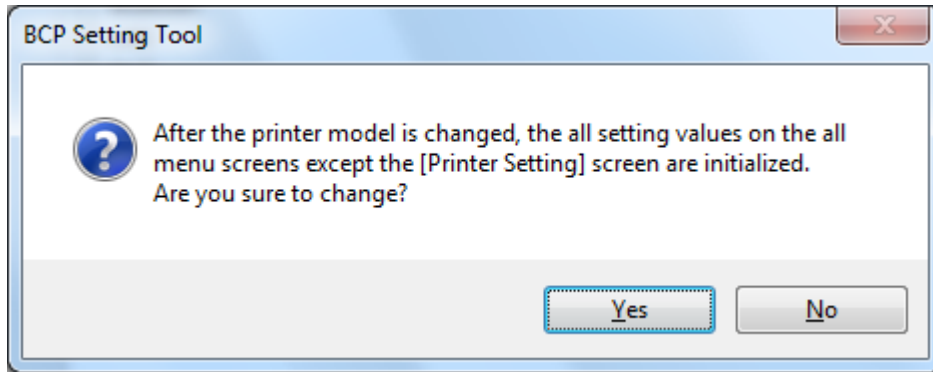 BCP Setting Tool
After the printer model is changed, the all setting values on the all
menu screens except the [Printer Setting] screen are initialized.
Are you sure to change?
Yes
No